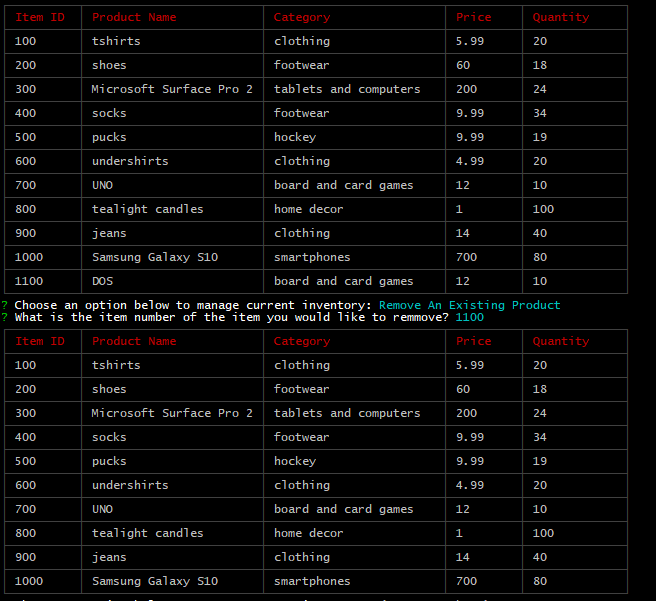 Item ID Product Name Category Price Quantity
100 tshirts clothing 5.99 20
200 shoes footwear 60 18
300 Microsoft Surface Pro 2 tablets and computers 200 24
400 socks footwear 9.99 34
500 pucks hockey 9.99 19
600 undershirts clothing 4.99 20
700 UNO board and card games 12 10
800 tealight candles home decor 1 100
900 jeans clothing 14 40
1000 Samsung Galaxy S10 smartphones 700 80
1100 DOS board and card games 12 10
? Choose an option below to manage current inventory: Remove An Existing Product
? What is the item number of the item you would like to remmove? 1100
Item ID Product Name Category Price Quantity
100 tshirts clothing 5.99 20
200 shoes footwear 60 18
300 Microsoft Surface Pro 2 tablets and computers 200 24
400 socks footwear 9.99 34
500 pucks hockey 9.99 19
600 undershirts clothing 4.99 20
700 UNO board and card games 12 10
800 tealight candles home decor 1 100
900 jeans clothing 14 40
1000 Samsung Galaxy S10 smartphones 700 80